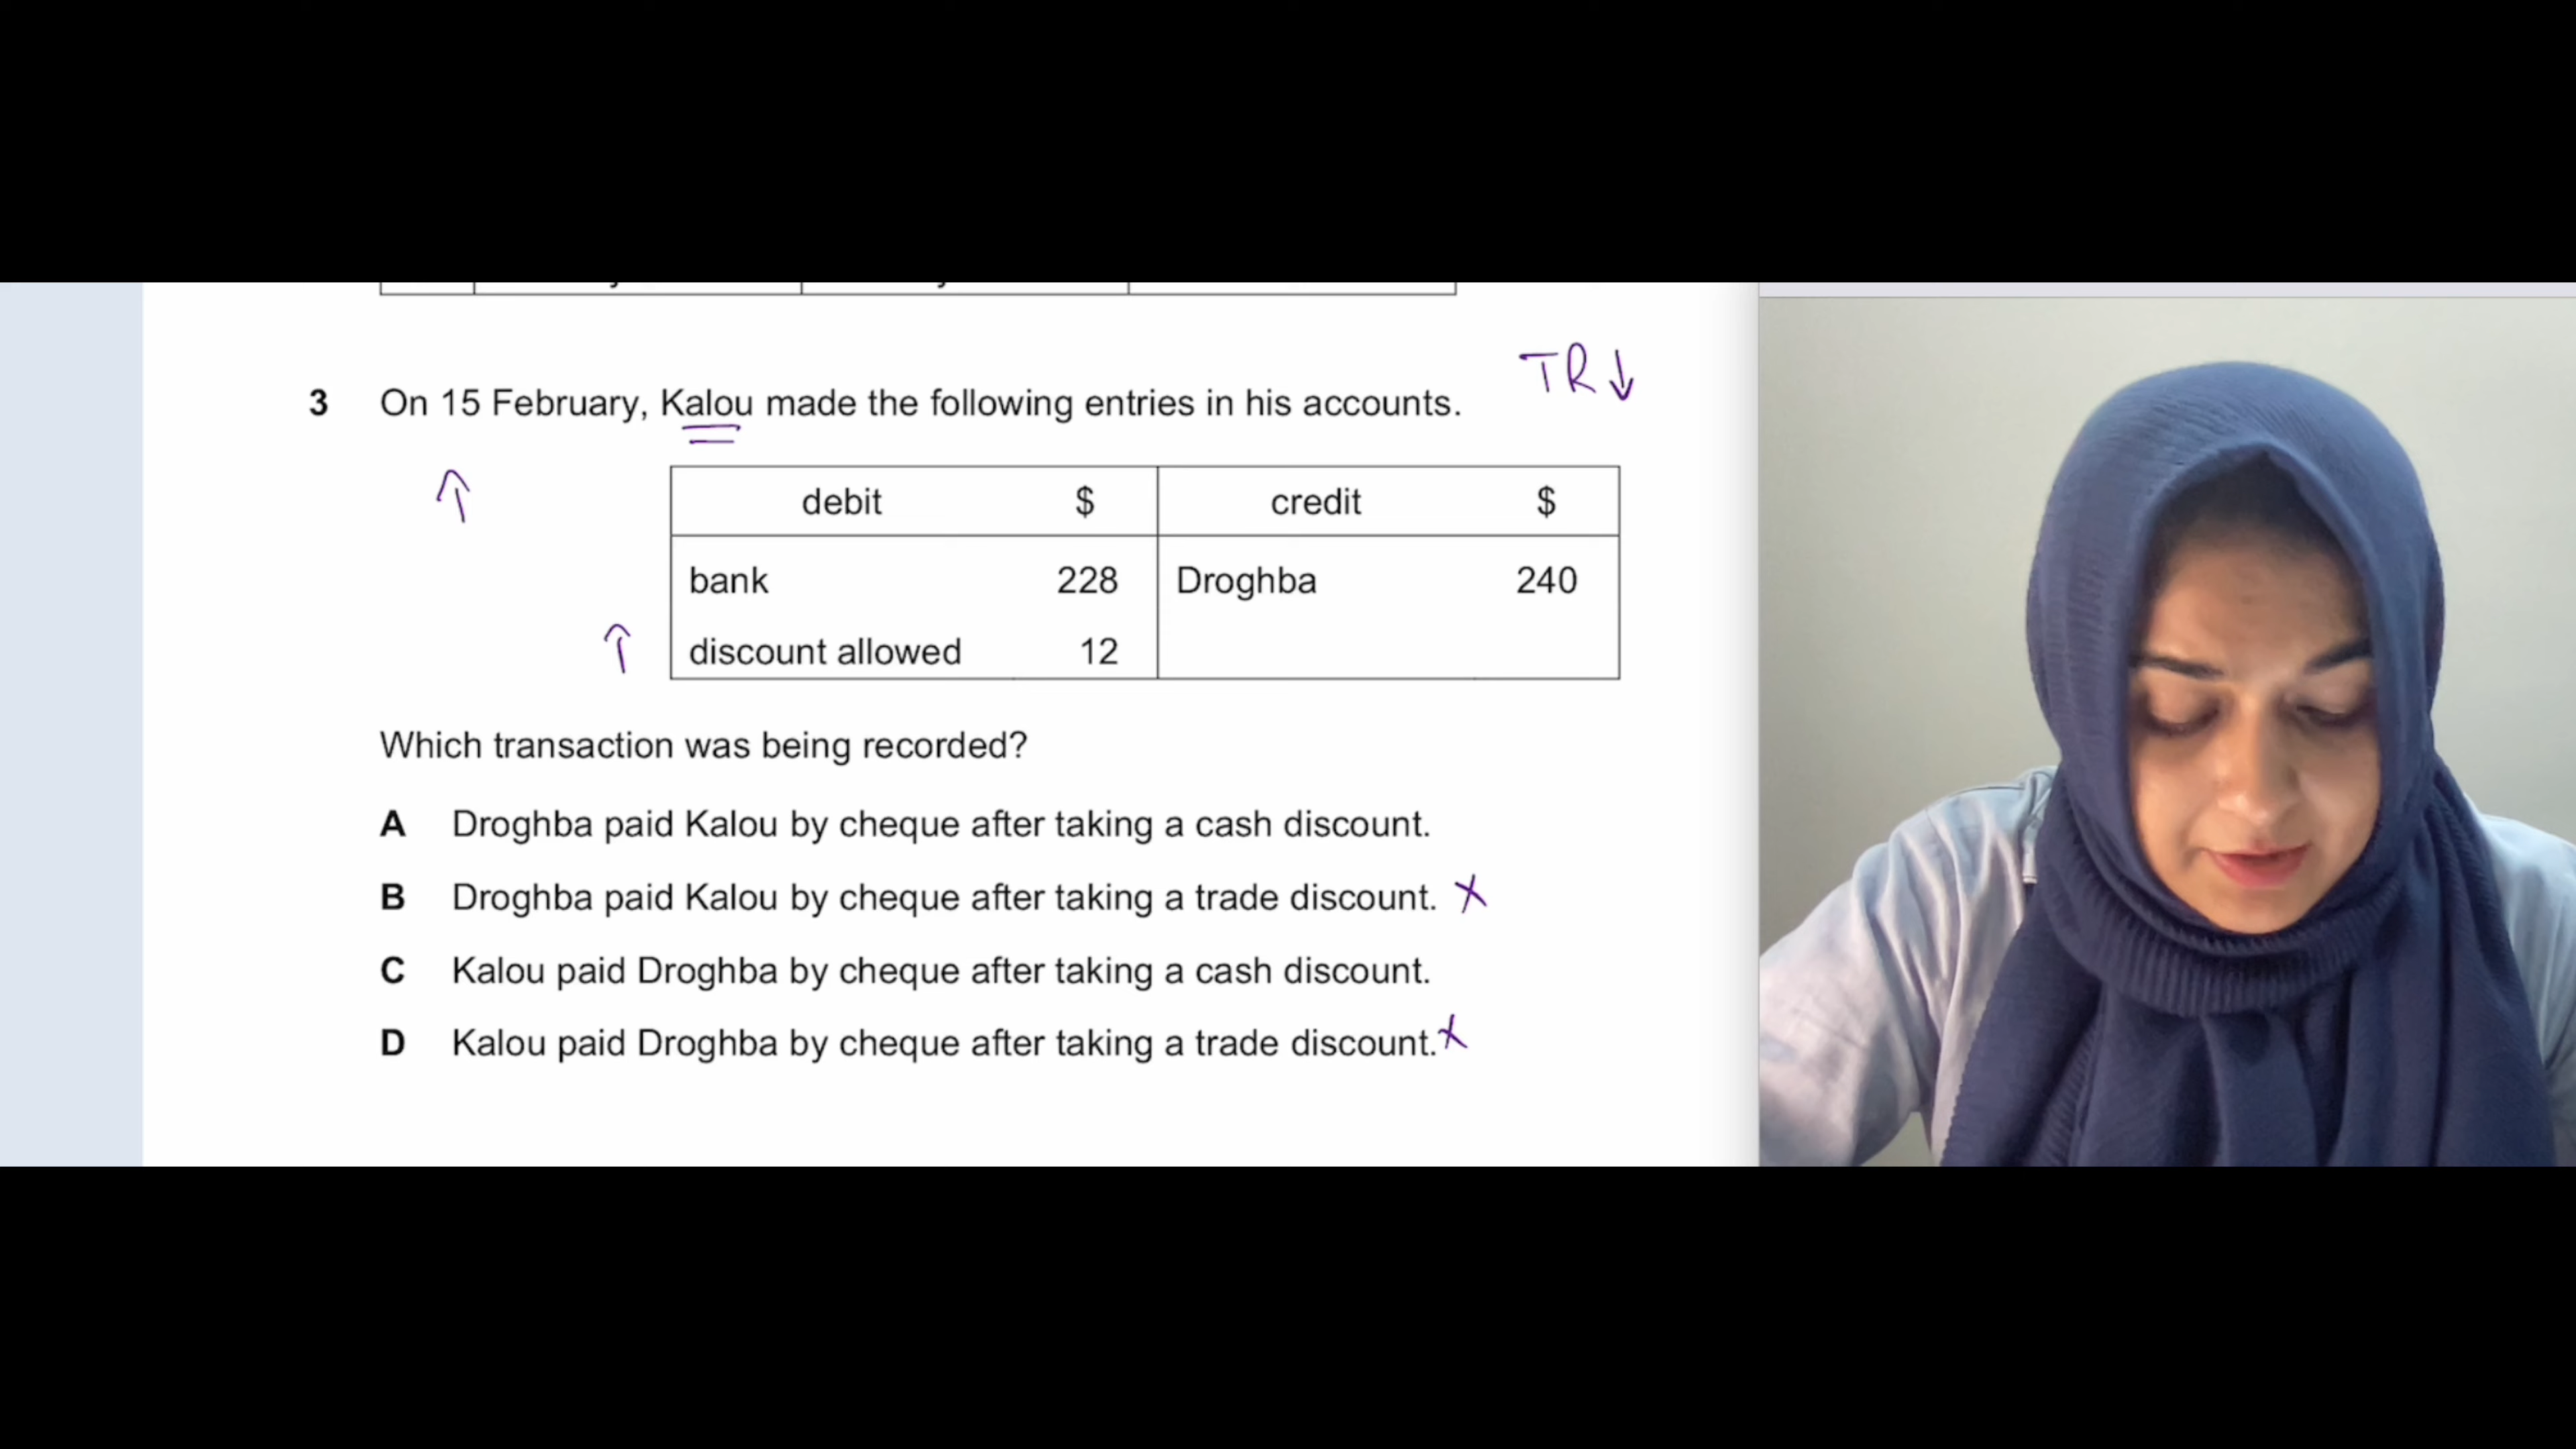 TR ↓
3 On 15 February, Kalou made the following entries in his accounts.
↑
debit $ credit $
bank 228 Droghba 240
↑ discount allowed 12
Which transaction was being recorded?
A Droghba paid Kalou by cheque after taking a cash discount.
B Droghba paid Kalou by cheque after taking a trade discount. x
C Kalou paid Droghba by cheque after taking a cash discount.
D Kalou paid Droghba by cheque after taking a trade discount. x